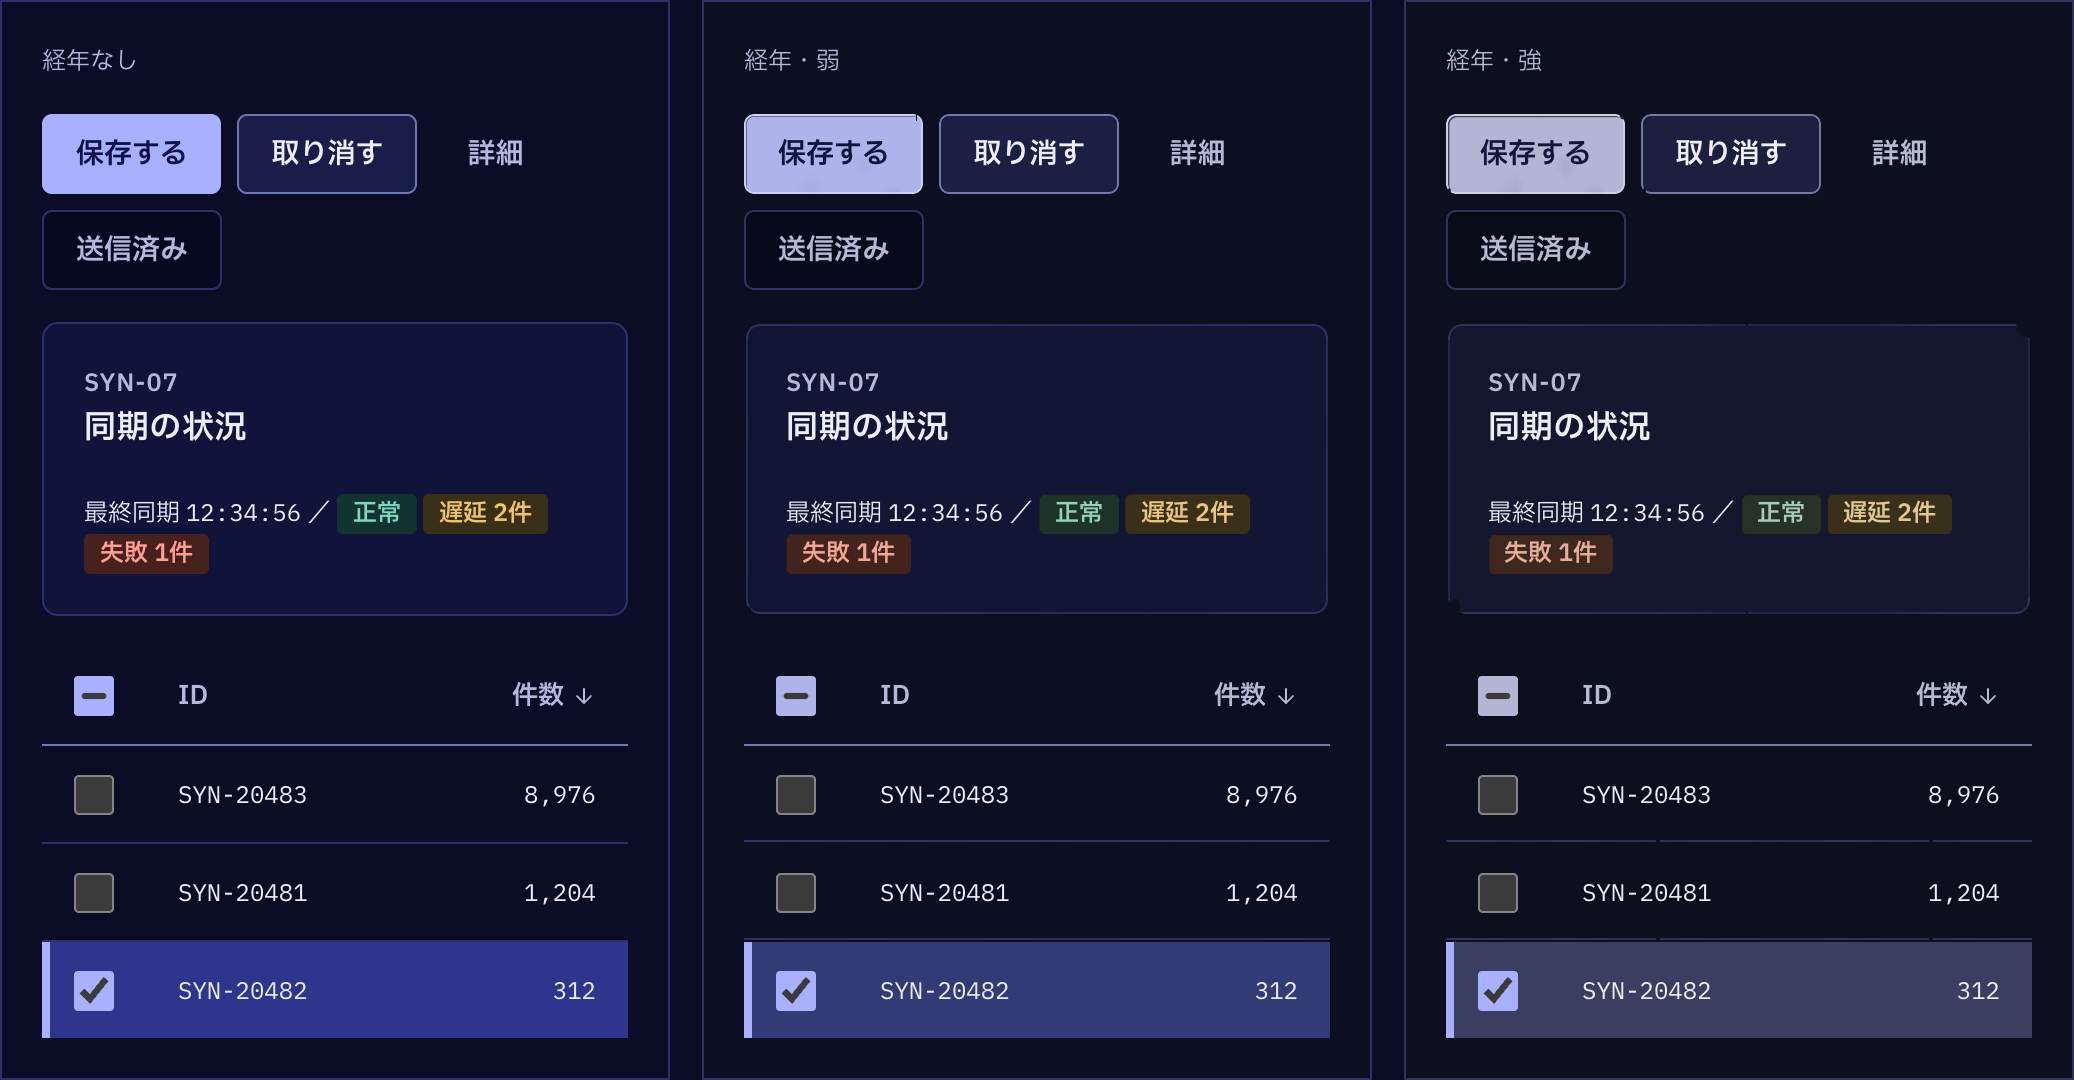 経年なし
保存する 取り消す 詳細
送信済み
SYN-07
同期の状況
最終同期 12:34:56 ／ 正常 遅延 2件
失敗 1件
ID 件数 ↓
SYN-20483 8,976
SYN-20481 1,204
SYN-20482 312
経年・弱
保存する 取り消す 詳細
送信済み
SYN-07
同期の状況
最終同期 12:34:56 ／ 正常 遅延 2件
失敗 1件
ID 件数 ↓
SYN-20483 8,976
SYN-20481 1,204
SYN-20482 312
経年・強
保存する 取り消す 詳細
送信済み
SYN-07
同期の状況
最終同期 12:34:56 ／ 正常 遅延 2件
失敗 1件
ID 件数 ↓
SYN-20483 8,976
SYN-20481 1,204
SYN-20482 312